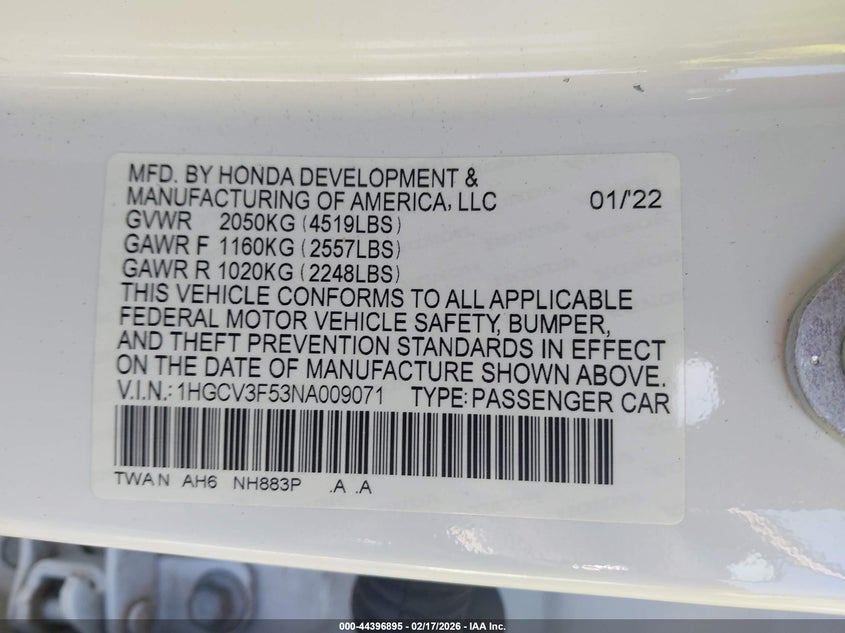 MFD. BY HONDA DEVELOPMENT &
MANUFACTURING OF AMERICA, LLC 01/'22
GVWR 2050KG (4519LBS)
GAWR F 1160KG (2557LBS)
GAWR R 1020KG (2248LBS)
THIS VEHICLE CONFORMS TO ALL APPLICABLE
FEDERAL MOTOR VEHICLE SAFETY, BUMPER,
AND THEFT PREVENTION STANDARDS IN EFFECT
ON THE DATE OF MANUFACTURE SHOWN ABOVE.
V.I.N.: 1HGCV3F53NA009071 TYPE: PASSENGER CAR
TWAN AH6 NH883P .A .A
000-44396895 - 02/17/2026 - IAA Inc.